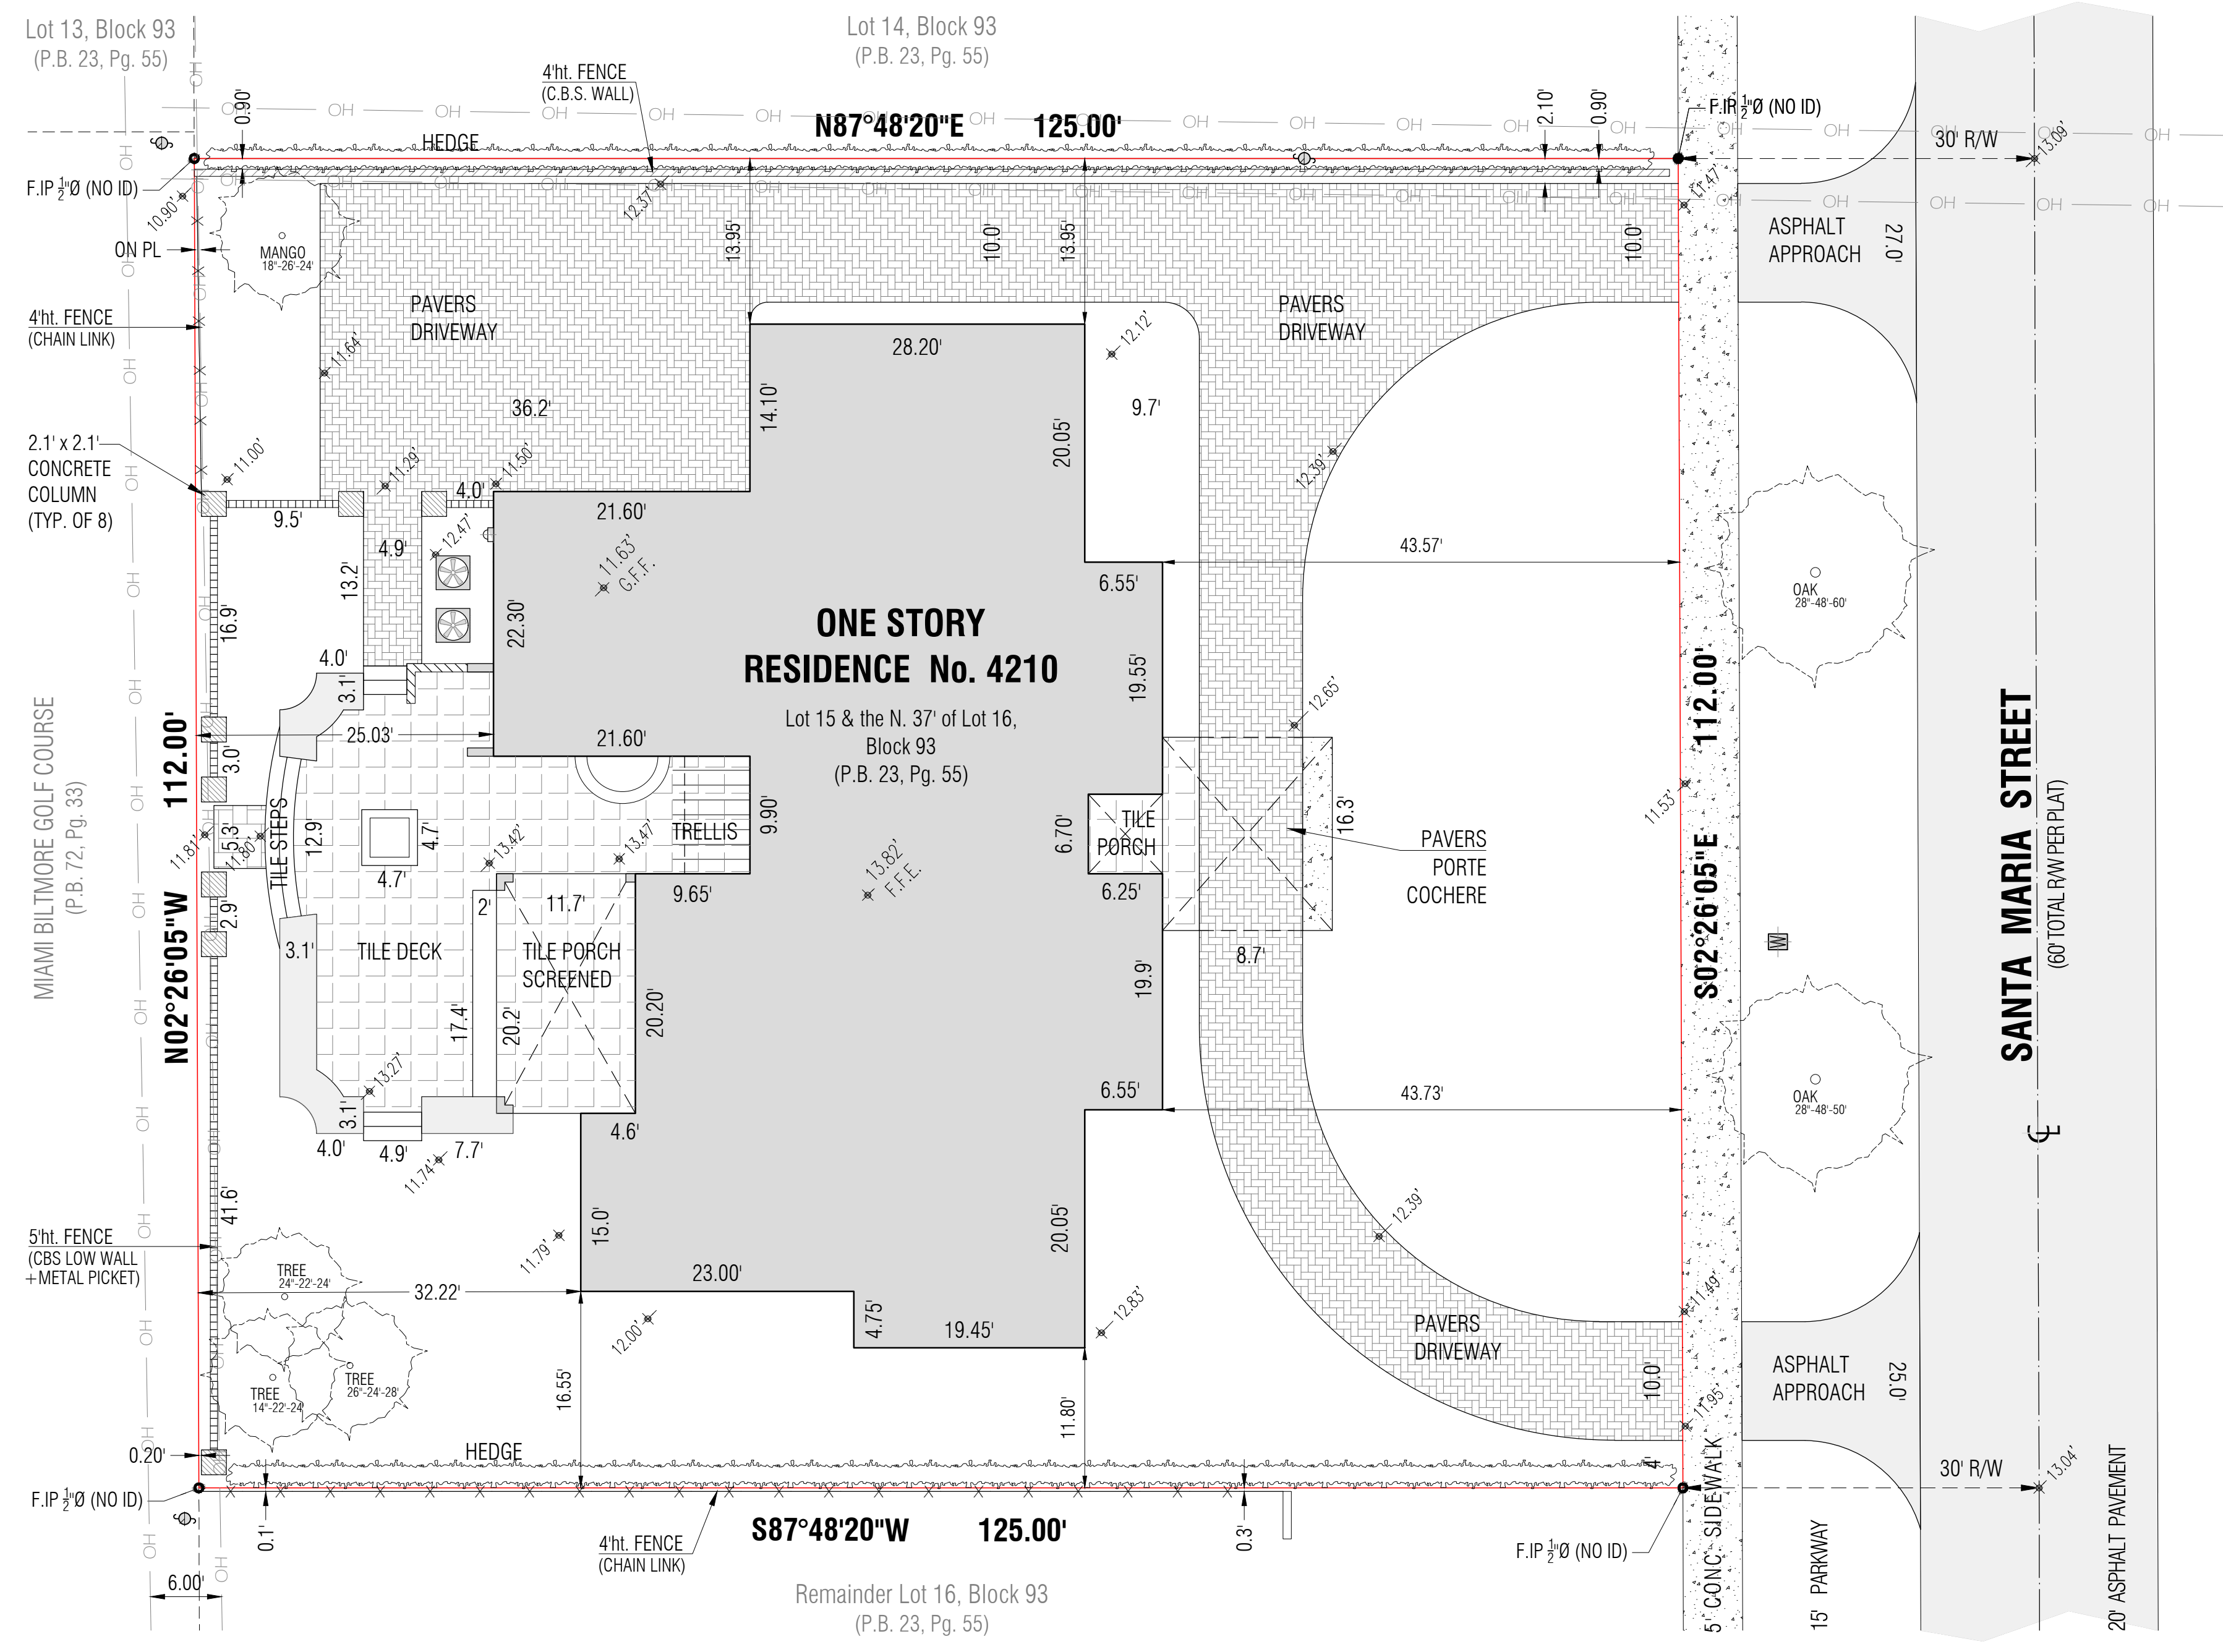 Lot 13, Block 93
(P.B. 23, Pg. 55)
Lot 14, Block 93
(P.B. 23, Pg. 55)
4'ht. FENCE
(C.B.S. WALL)
0.90'
HEDGE
N87°48'20"E 125.00'
2.10'
0.90'
F.IR ½"Ø (NO ID)
30' R/W
13.09'
F.IP ½"Ø (NO ID)
10.90'
ON PL
MANGO
18"-26'-24'
12.37'
13.95'
10.0'
13.95'
10.0'
11.47'
ASPHALT
APPROACH
27.0'
4'ht. FENCE
(CHAIN LINK)
PAVERS
DRIVEWAY
11.64'
36.2'
28.20'
14.10'
20.05'
12.12'
9.7'
PAVERS
DRIVEWAY
12.39'
2.1' x 2.1'
CONCRETE
COLUMN
(TYP. OF 8)
11.00'
11.29'
11.50'
4.0'
9.5'
4.9'
12.47'
13.2'
16.9'
21.60'
11.63'
G.F.F.
22.30'
6.55'
43.57'
19.55'
OAK
28"-48'-60'
ONE STORY
RESIDENCE No. 4210
Lot 15 & the N. 37' of Lot 16,
Block 93
(P.B. 23, Pg. 55)
4.0'
3.1'
25.03'
21.60'
12.65'
MIAMI BILTMORE GOLF COURSE
(P.B. 72, Pg. 33)
N02°26'05"W 112.00'
3.0'
5.3'
11.81'
11.80'
TILE STEPS
12.9'
4.7'
4.7'
13.42'
13.47'
TRELLIS
9.90'
9.65'
13.82'
F.F.E.
6.70'
TILE
PORCH
6.25'
16.3'
PAVERS
PORTE
COCHERE
8.7'
11.53'
S02°26'05"E 112.00'
W
SANTA MARIA STREET
(60' TOTAL R/W PER PLAT)
2.9'
3.1'
TILE DECK
2'
11.7'
TILE PORCH
SCREENED
17.4'
20.2'
20.20'
19.9'
13.27'
3.1'
4.0'
4.9'
7.7'
11.74'
4.6'
6.55'
43.73'
OAK
28"-48'-50'
41.6'
5'ht. FENCE
(CBS LOW WALL
+METAL PICKET)
TREE
24"-22'-24'
11.79'
15.0'
20.05'
12.39'
32.22'
23.00'
4.75'
19.45'
12.00'
12.83'
11.49'
PAVERS
DRIVEWAY
TREE
26"-24'-28'
TREE
14"-22'-24'
16.55'
11.80'
10.0'
11.95'
ASPHALT
APPROACH
25.0'
0.20'
HEDGE
4'
30' R/W
13.04'
F.IP ½"Ø (NO ID)
0.1'
4'ht. FENCE
(CHAIN LINK)
S87°48'20"W 125.00'
0.3'
F.IP ½"Ø (NO ID)
5' CONC. SIDEWALK
15' PARKWAY
20' ASPHALT PAVEMENT
6.00'
Remainder Lot 16, Block 93
(P.B. 23, Pg. 55)